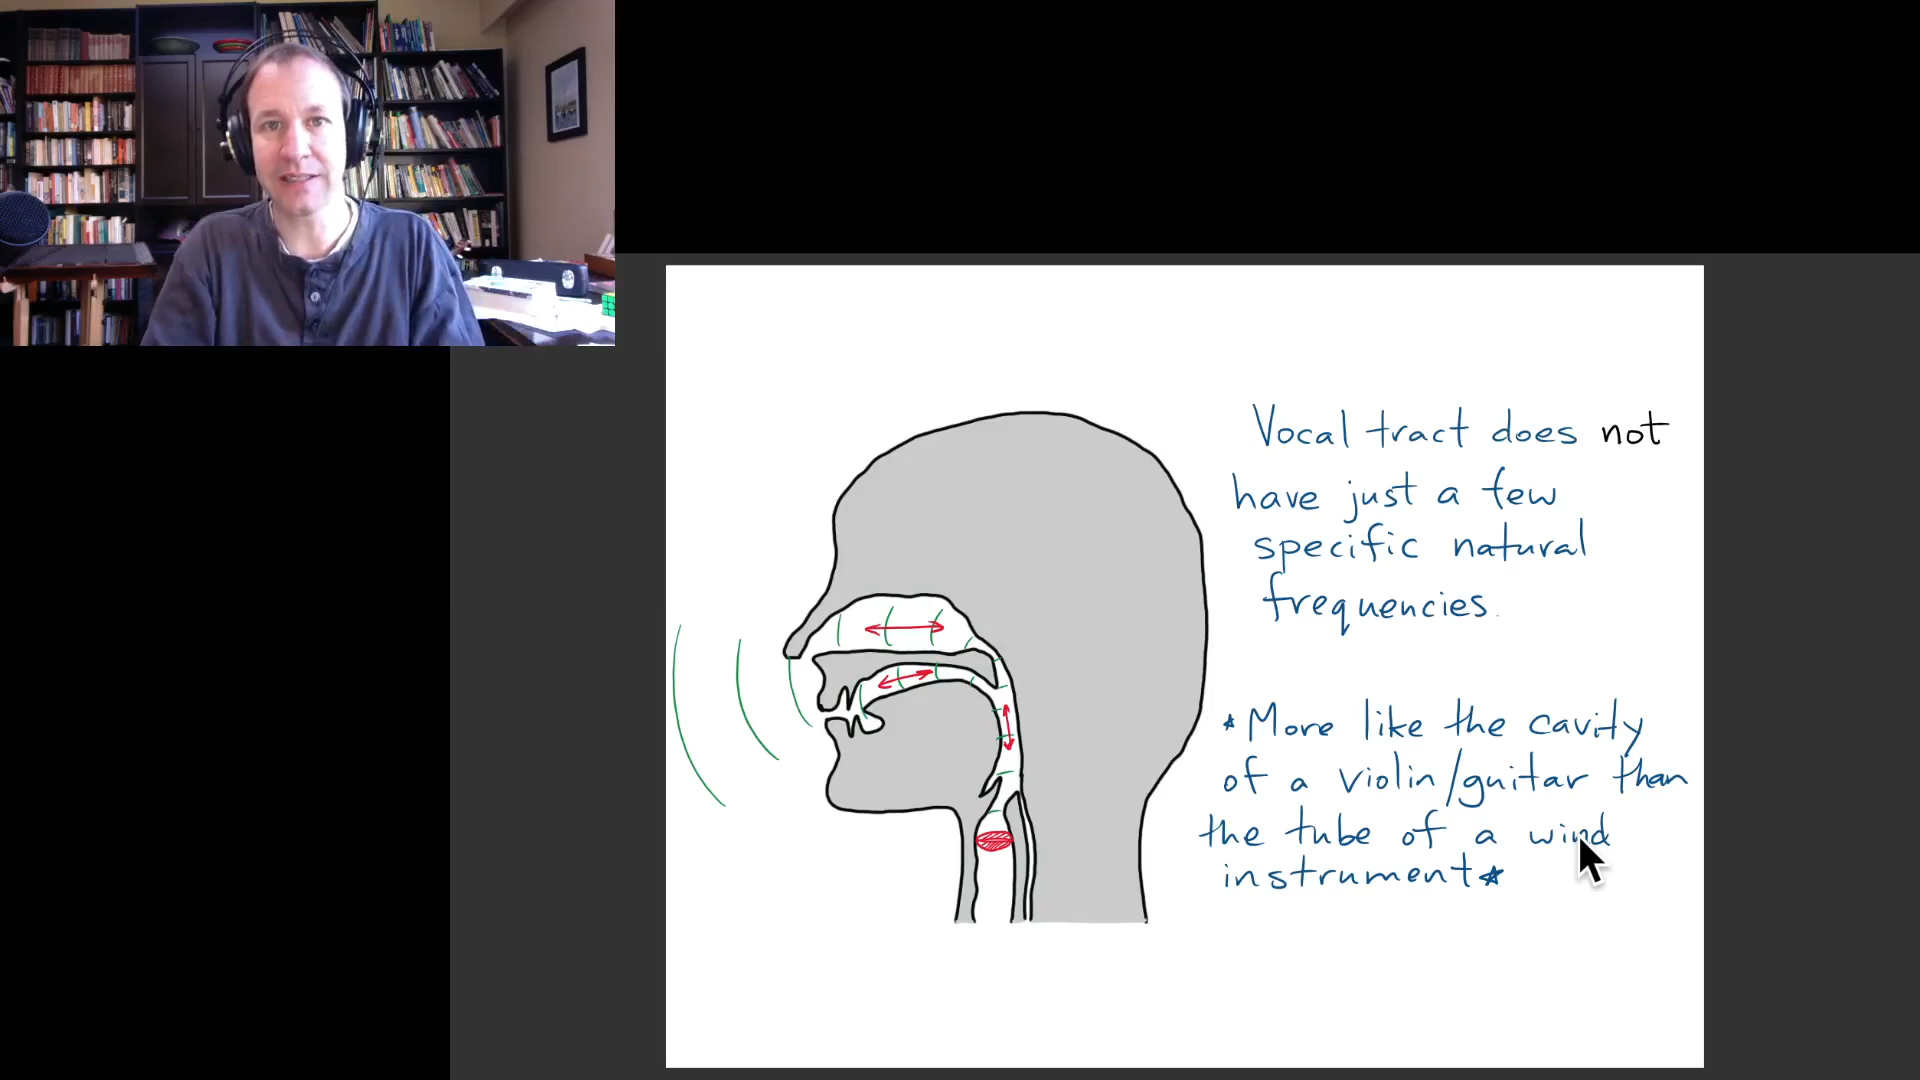 Vocal tract does not
have just a few
specific natural
frequencies.
*More like the cavity
of a violin/guitar than
the tube of a wind
instrument*